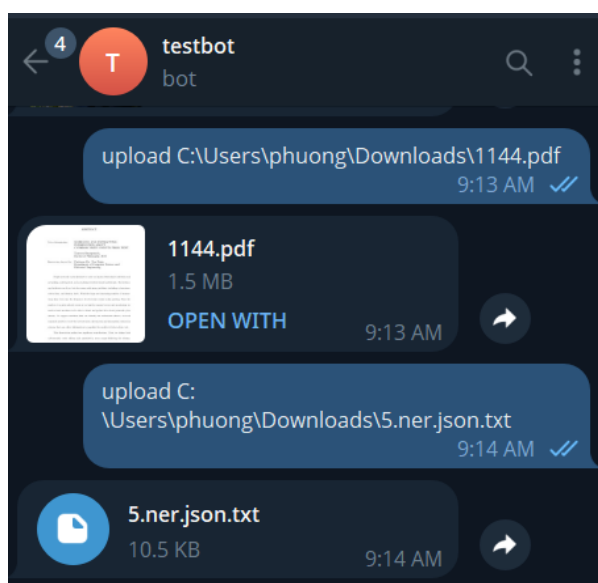 4
T
testbot
bot
upload C:\Users\phuong\Downloads\1144.pdf
9:13 AM
1144.pdf
1.5 MB
OPEN WITH
9:13 AM
upload C:
\Users\phuong\Downloads\5.ner.json.txt
9:14 AM
5.ner.json.txt
10.5 KB
9:14 AM